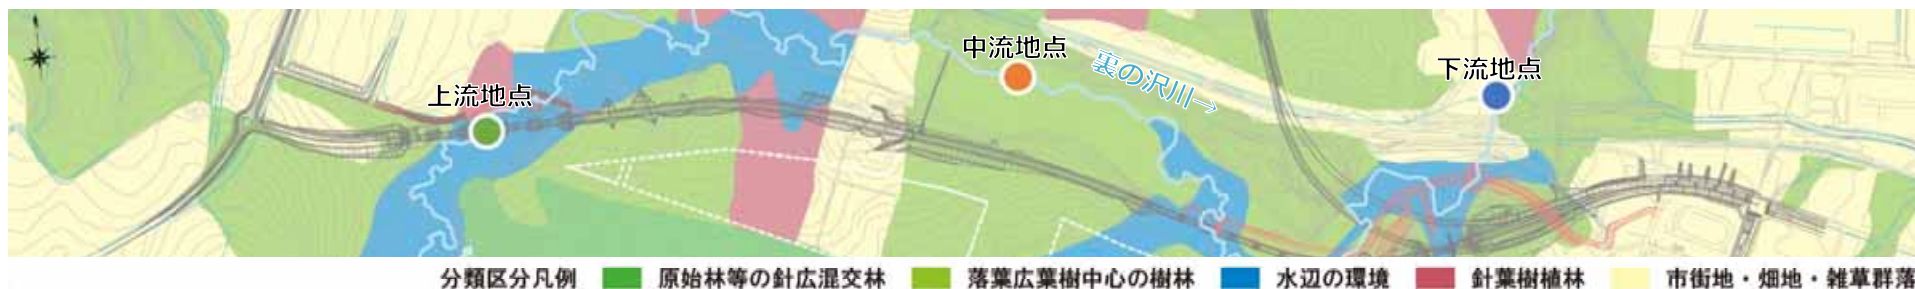 上流地点
中流地点
裏の沢川→
下流地点
分類区分凡例 原始林等の針広混交林 落葉広葉樹中心の樹林 水辺の環境 針葉樹植林 市街地・畑地・雑草群落